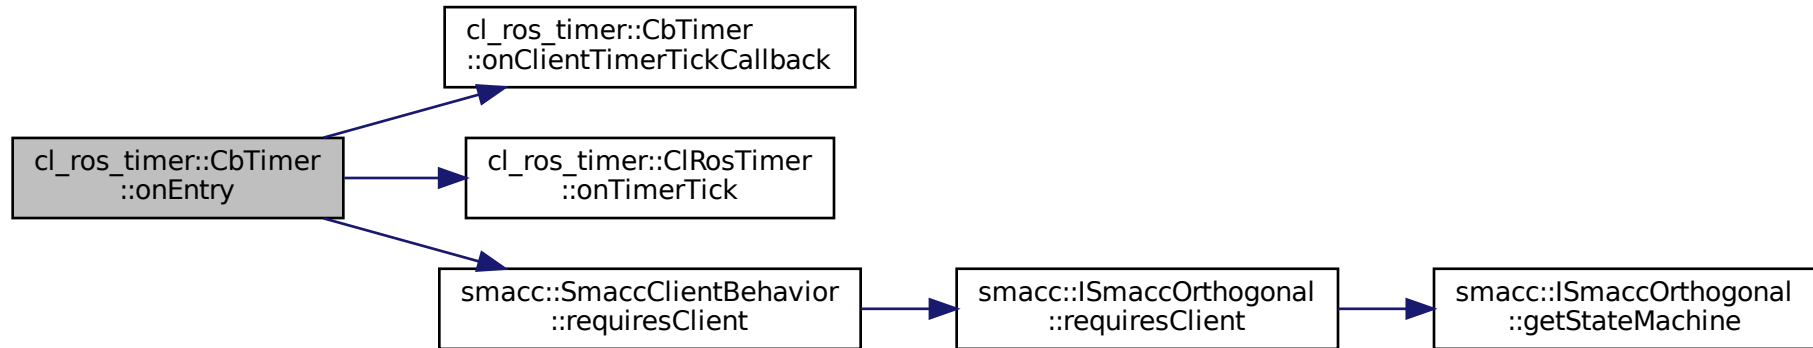 cl_ros_timer::CbTimer
::onClientTimerTickCallback
cl_ros_timer::CbTimer
::onEntry
cl_ros_timer::ClRosTimer
::onTimerTick
smacc::SmaccClientBehavior
::requiresClient
smacc::ISmaccOrthogonal
::requiresClient
smacc::ISmaccOrthogonal
::getStateMachine